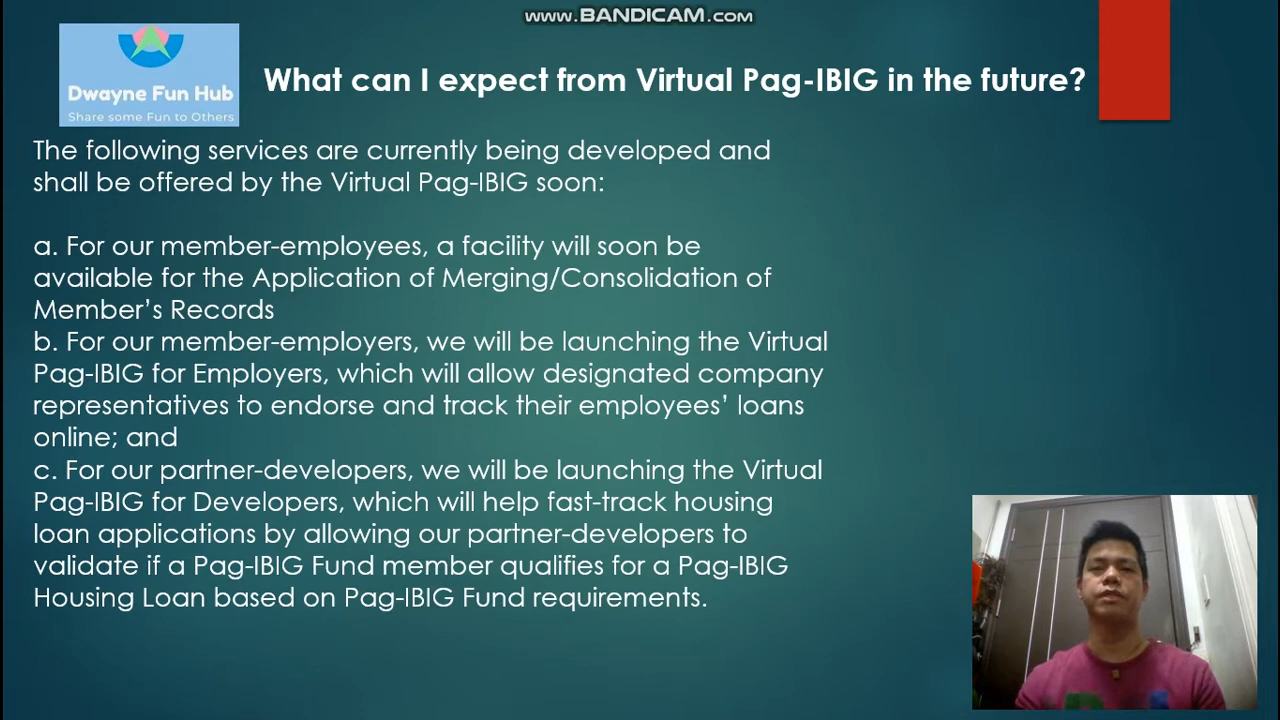 www.BANDICAM.com
Dwayne Fun Hub
Share some Fun to Others
What can I expect from Virtual Pag-IBIG in the future?
The following services are currently being developed and
shall be offered by the Virtual Pag-IBIG soon:
a. For our member-employees, a facility will soon be
available for the Application of Merging/Consolidation of
Member's Records
b. For our member-employers, we will be launching the Virtual
Pag-IBIG for Employers, which will allow designated company
representatives to endorse and track their employees' loans
online; and
c. For our partner-developers, we will be launching the Virtual
Pag-IBIG for Developers, which will help fast-track housing
loan applications by allowing our partner-developers to
validate if a Pag-IBIG Fund member qualifies for a Pag-IBIG
Housing Loan based on Pag-IBIG Fund requirements.